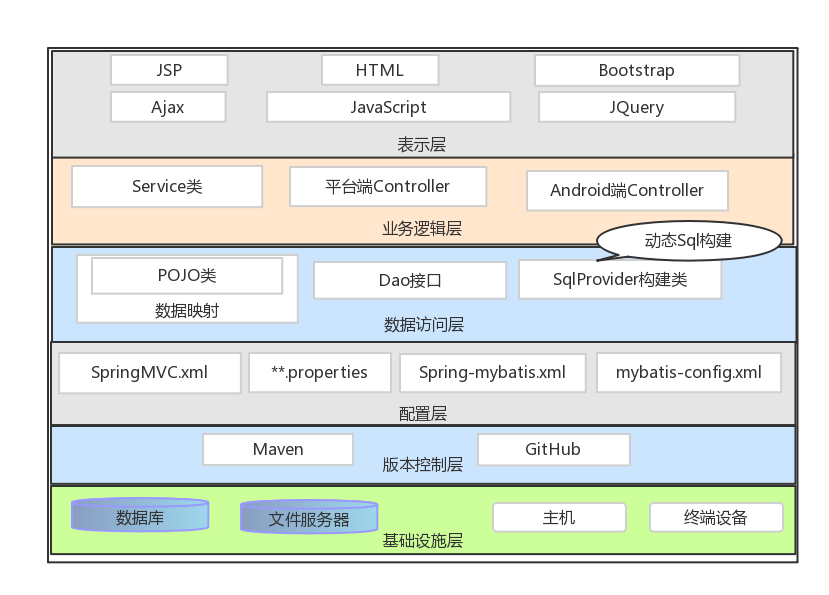 JSP
HTML
Bootstrap
Ajax
JavaScript
JQuery
表示层
Service类
平台端Controller
Android端Controller
业务逻辑层
动态Sql构建
POJO类
数据映射
Dao接口
SqlProvider构建类
数据访问层
SpringMVC.xml
**.properties
Spring-mybatis.xml
mybatis-config.xml
配置层
Maven
GitHub
版本控制层
数据库
文件服务器
主机
终端设备
基础设施层